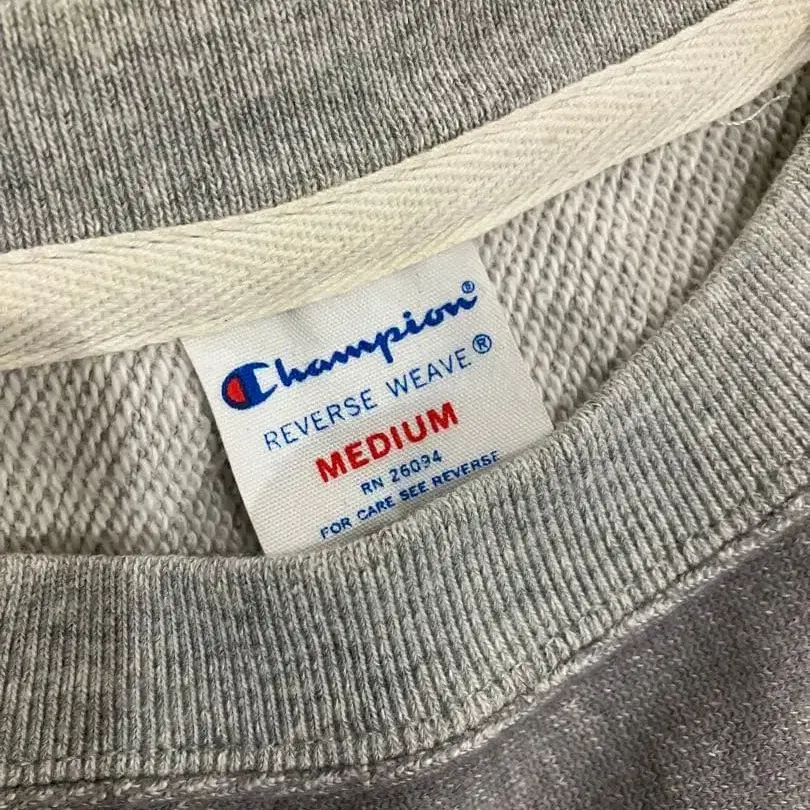 Champion®
REVERSE WEAVE®
MEDIUM
RN 26094
FOR CARE SEE REVERSE